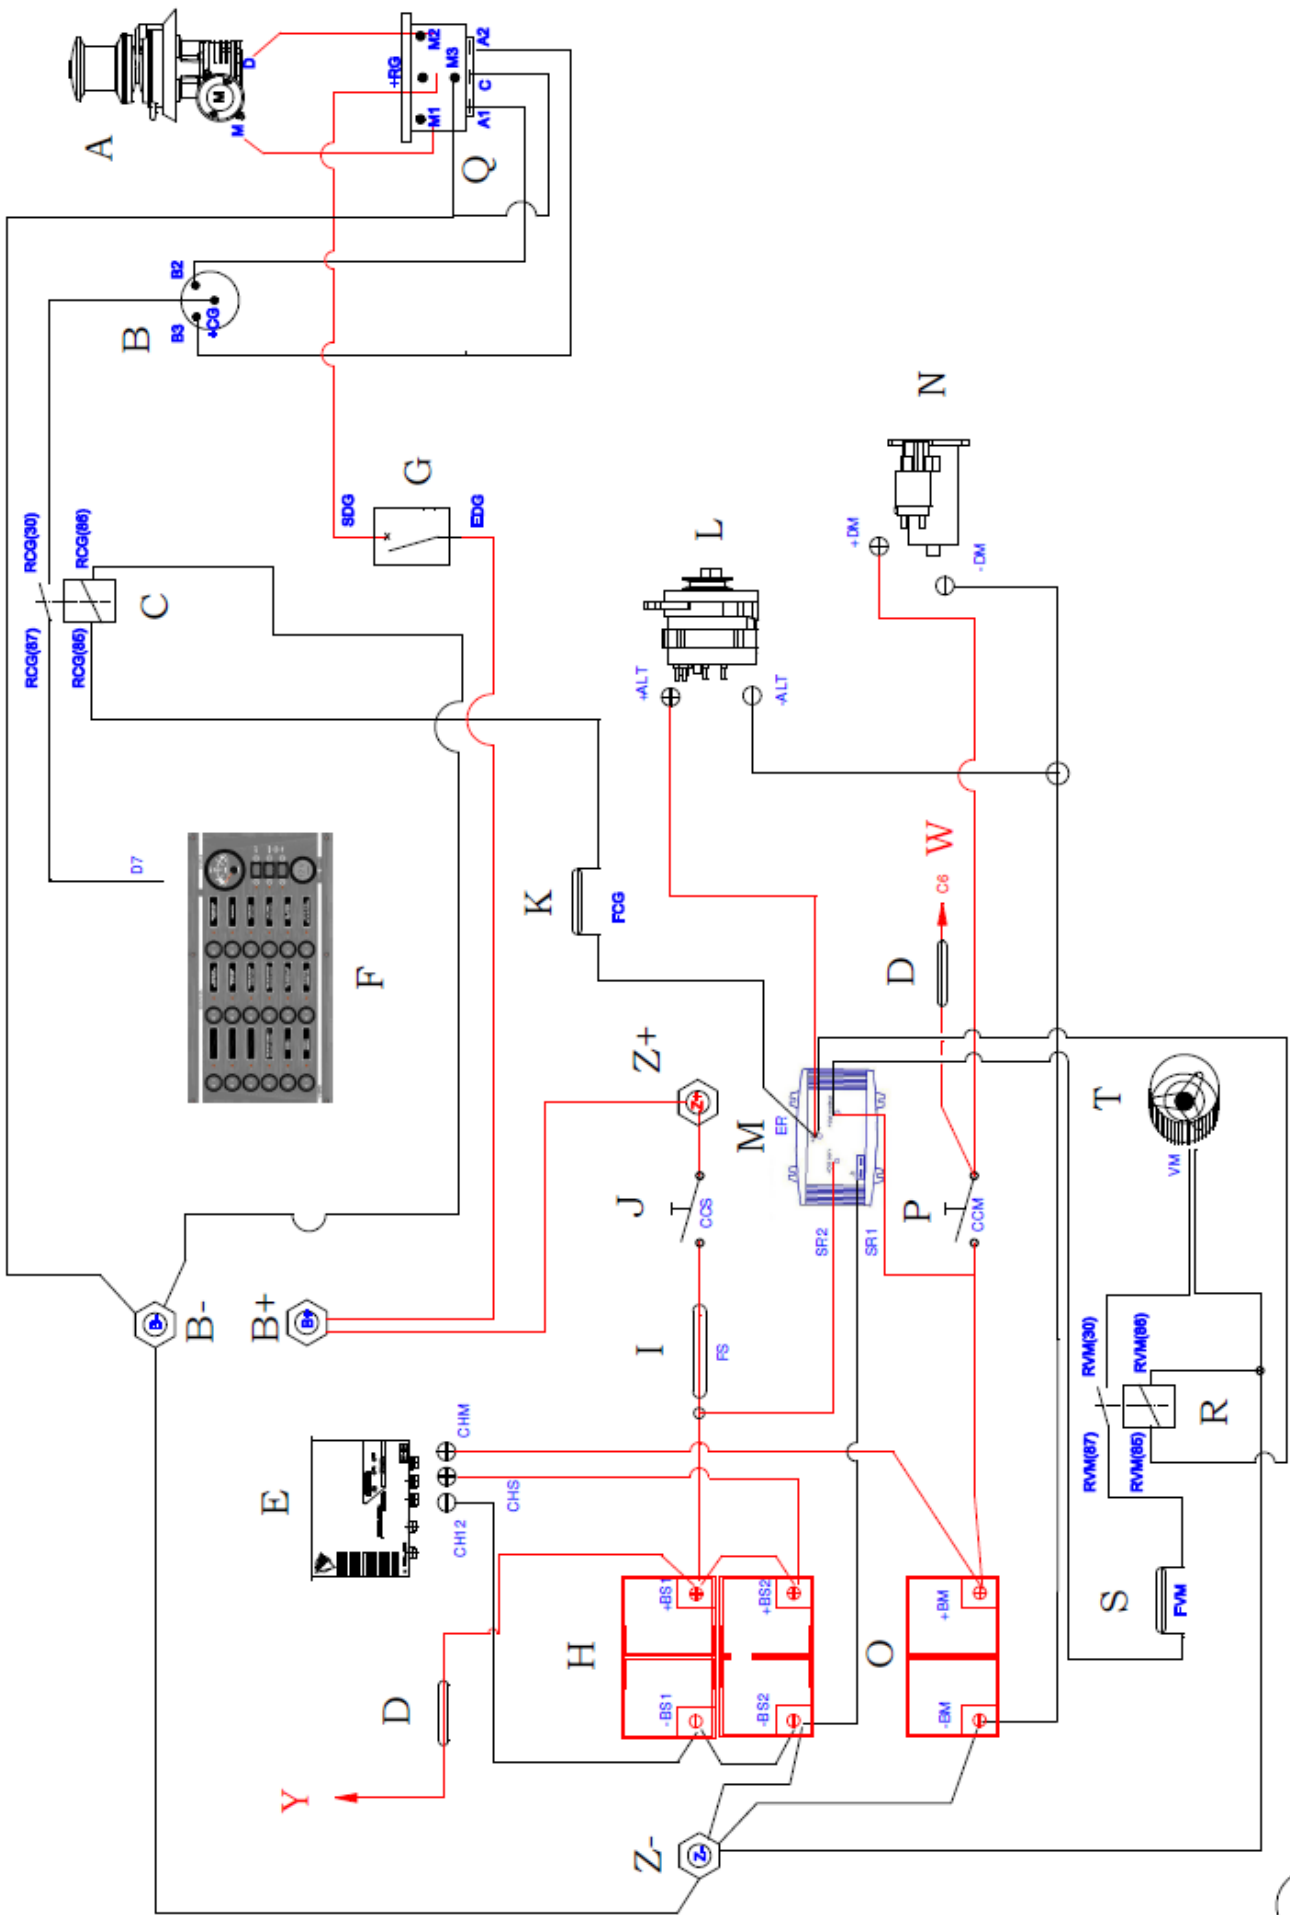 A
M
M
D
+RG
M2
M3
M1
A2
C
A1
Q
B
B2
B3
+CG
RCG(30)
RCG(86)
RCG(87)
RCG(85)
C
SDG
EDG
G
D7
F
K
FCG
+ALT
-ALT
L
+DM
-DM
N
W
C6
D
B-
B-
B+
B+
Z+
Z+
J
CCS
I
FS
M
ER
SR2
SR1
P
CCM
T
VM
E
CHM
CHS
CH12
RVM(30)
RVM(86)
RVM(87)
RVM(85)
R
S
FVM
Y
D
H
+BS1
-BS1
+BS2
-BS2
O
+BM
-BM
Z-
Z-